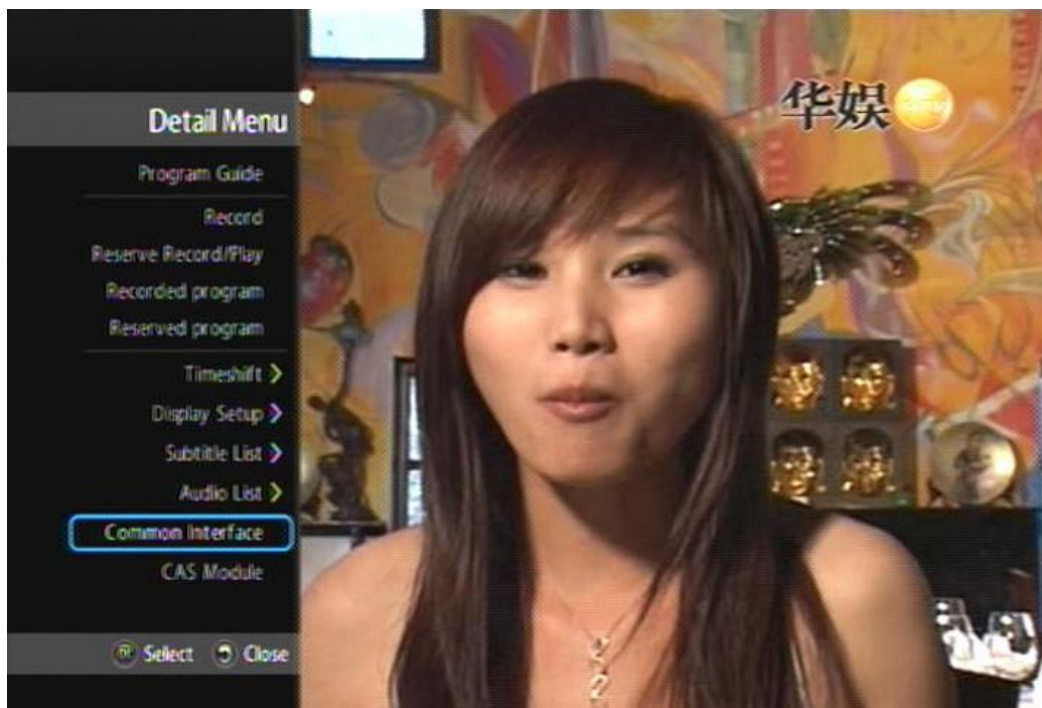 Detail Menu
Program Guide
Record
Reserve Record/Play
Recorded program
Reserved program
Timeshift
Display Setup
Subtitle List
Audio List
Common Interface
CAS Module
Select Close
华娱